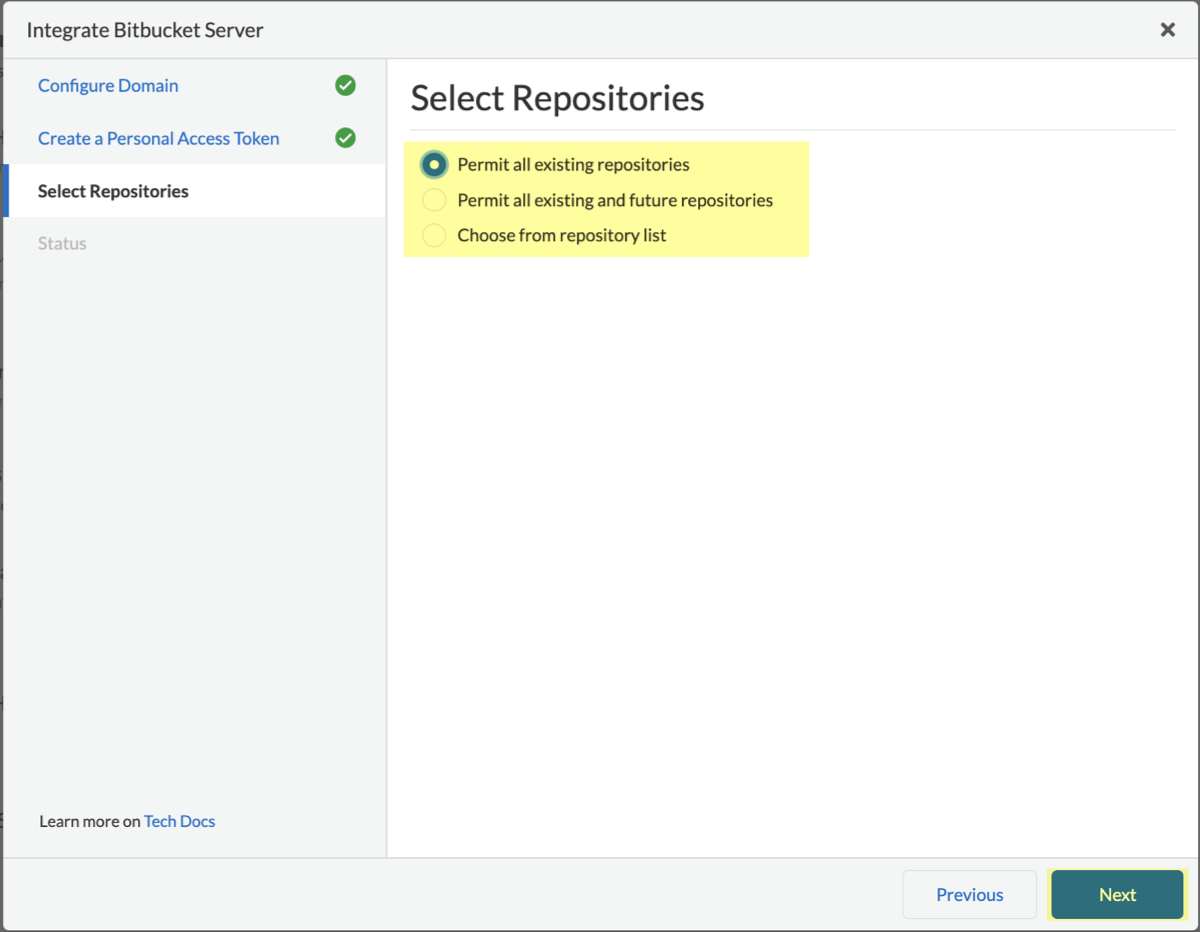 Integrate Bitbucket Server
Configure Domain
Create a Personal Access Token
Select Repositories
Status
Learn more on Tech Docs
Select Repositories
Permit all existing repositories
Permit all existing and future repositories
Choose from repository list
Previous
Next